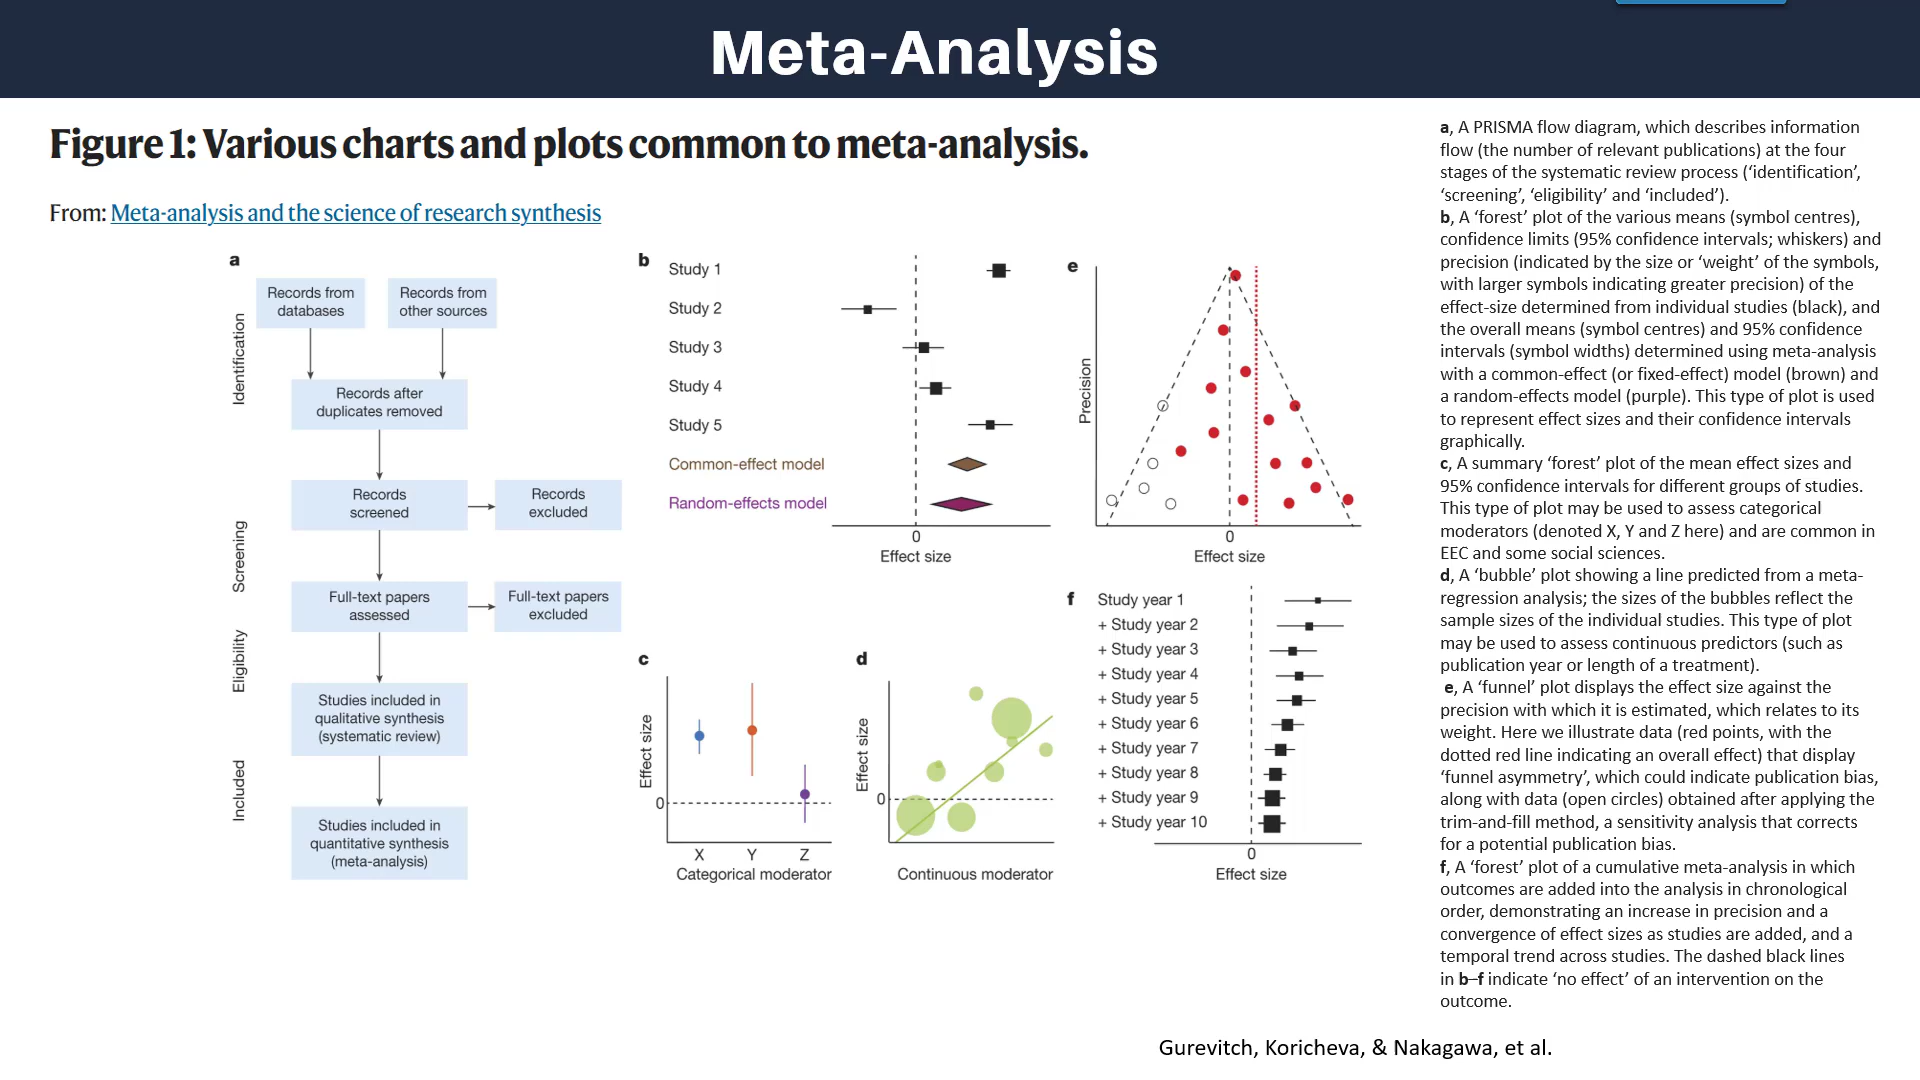 Meta-Analysis
Figure 1: Various charts and plots common to meta-analysis.
From: Meta-analysis and the science of research synthesis
a
Identification
Screening
Eligibility
Included
Records from
databases
Records from
other sources
Records after
duplicates removed
Records
screened
Records
excluded
Full-text papers
assessed
Full-text papers
excluded
Studies included in
qualitative synthesis
(systematic review)
Studies included in
quantitative synthesis
(meta-analysis)
b
Study 1
Study 2
Study 3
Study 4
Study 5
Common-effect model
Random-effects model
0
Effect size
c
Effect size
0
X Y Z
Categorical moderator
d
Effect size
0
Continuous moderator
e
Precision
0
Effect size
f
Study year 1
+ Study year 2
+ Study year 3
+ Study year 4
+ Study year 5
+ Study year 6
+ Study year 7
+ Study year 8
+ Study year 9
+ Study year 10
0
Effect size
a, A PRISMA flow diagram, which describes information
flow (the number of relevant publications) at the four
stages of the systematic review process (‘identification’,
‘screening’, ‘eligibility’ and ‘included’).
b, A ‘forest’ plot of the various means (symbol centres),
confidence limits (95% confidence intervals; whiskers) and
precision (indicated by the size or ‘weight’ of the symbols,
with larger symbols indicating greater precision) of the
effect-size determined from individual studies (black), and
the overall means (symbol centres) and 95% confidence
intervals (symbol widths) determined using meta-analysis
with a common-effect (or fixed-effect) model (brown) and
a random-effects model (purple). This type of plot is used
to represent effect sizes and their confidence intervals
graphically.
c, A summary ‘forest’ plot of the mean effect sizes and
95% confidence intervals for different groups of studies.
This type of plot may be used to assess categorical
moderators (denoted X, Y and Z here) and are common in
EEC and some social sciences.
d, A ‘bubble’ plot showing a line predicted from a meta-
regression analysis; the sizes of the bubbles reflect the
sample sizes of the individual studies. This type of plot
may be used to assess continuous predictors (such as
publication year or length of a treatment).
e, A ‘funnel’ plot displays the effect size against the
precision with which it is estimated, which relates to its
weight. Here we illustrate data (red points, with the
dotted red line indicating an overall effect) that display
‘funnel asymmetry’, which could indicate publication bias,
along with data (open circles) obtained after applying the
trim-and-fill method, a sensitivity analysis that corrects
for a potential publication bias.
f, A ‘forest’ plot of a cumulative meta-analysis in which
outcomes are added into the analysis in chronological
order, demonstrating an increase in precision and a
convergence of effect sizes as studies are added, and a
temporal trend across studies. The dashed black lines
in b–f indicate ‘no effect’ of an intervention on the
outcome.
Gurevitch, Koricheva, & Nakagawa, et al.